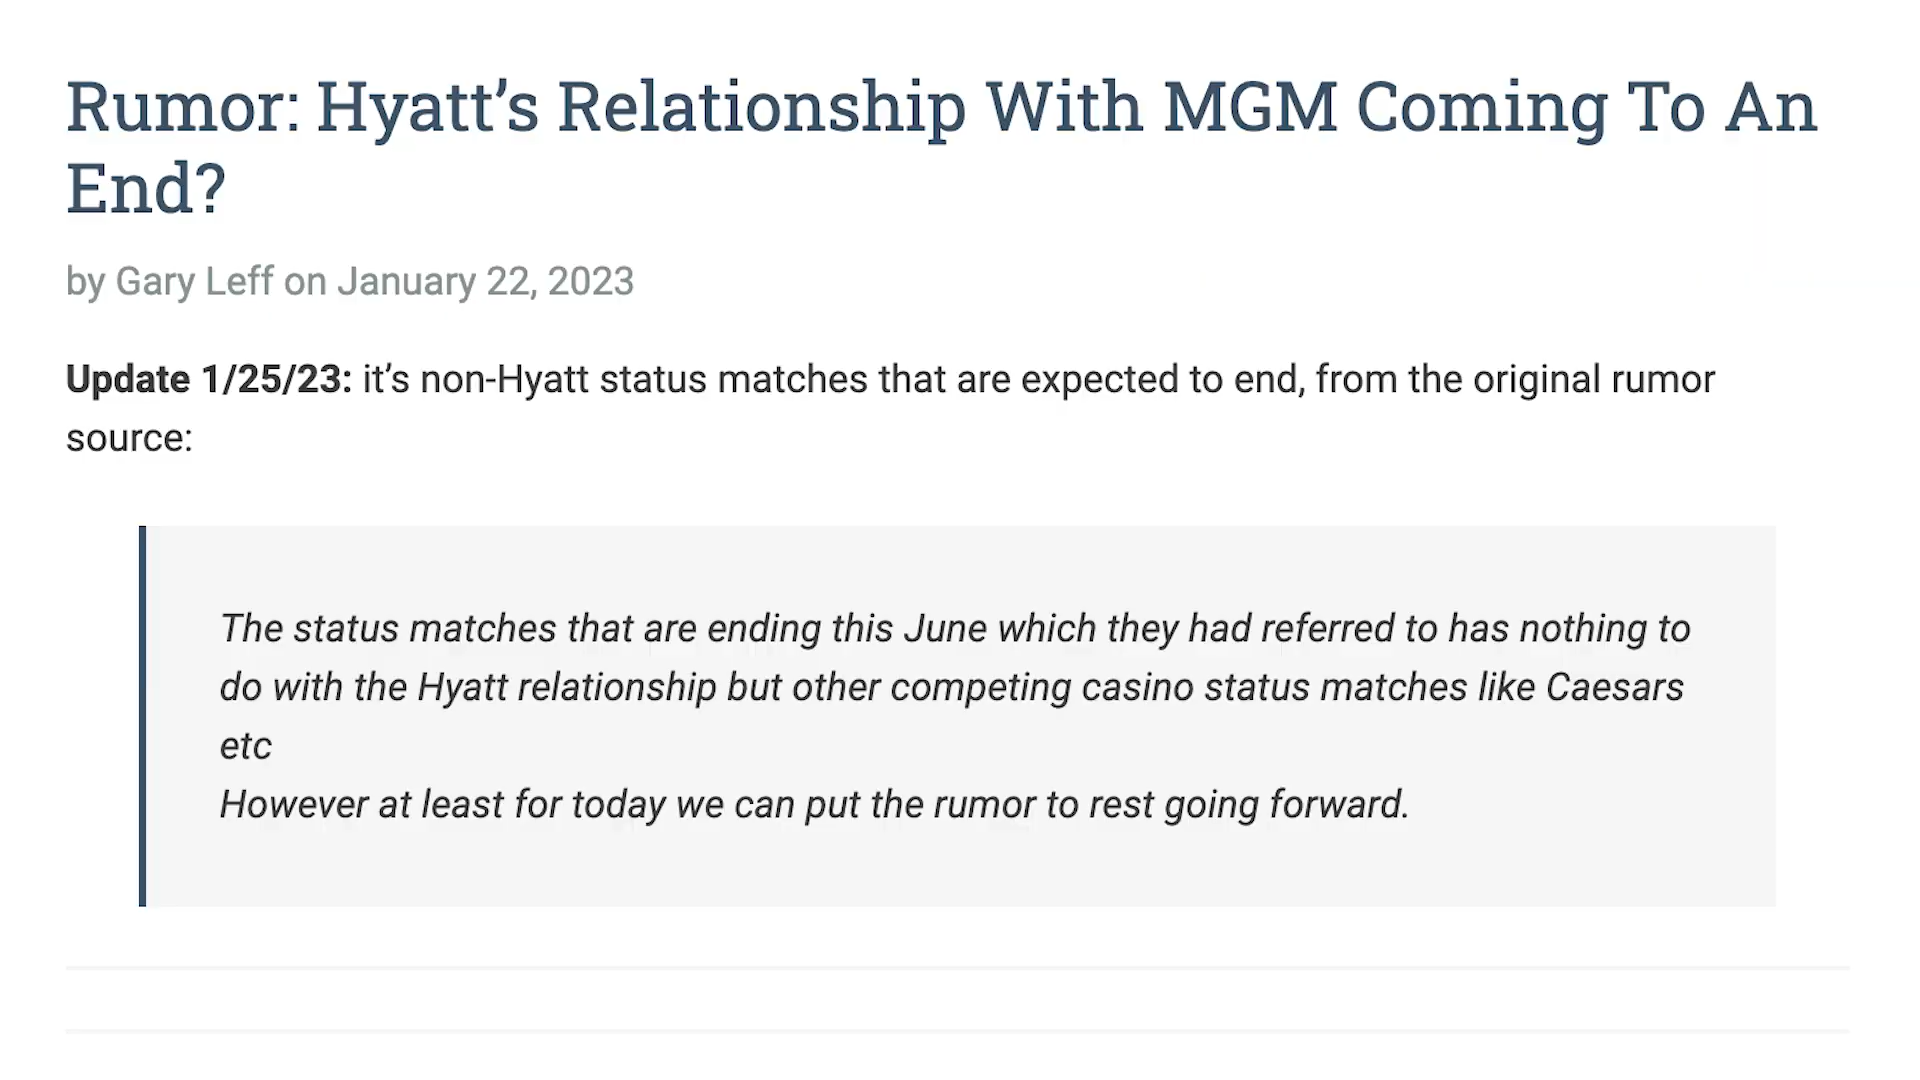 Rumor: Hyatt’s Relationship With MGM Coming To An
End?
by Gary Leff on January 22, 2023
Update 1/25/23: it’s non-Hyatt status matches that are expected to end, from the original rumor
source:
The status matches that are ending this June which they had referred to has nothing to
do with the Hyatt relationship but other competing casino status matches like Caesars
etc
However at least for today we can put the rumor to rest going forward.